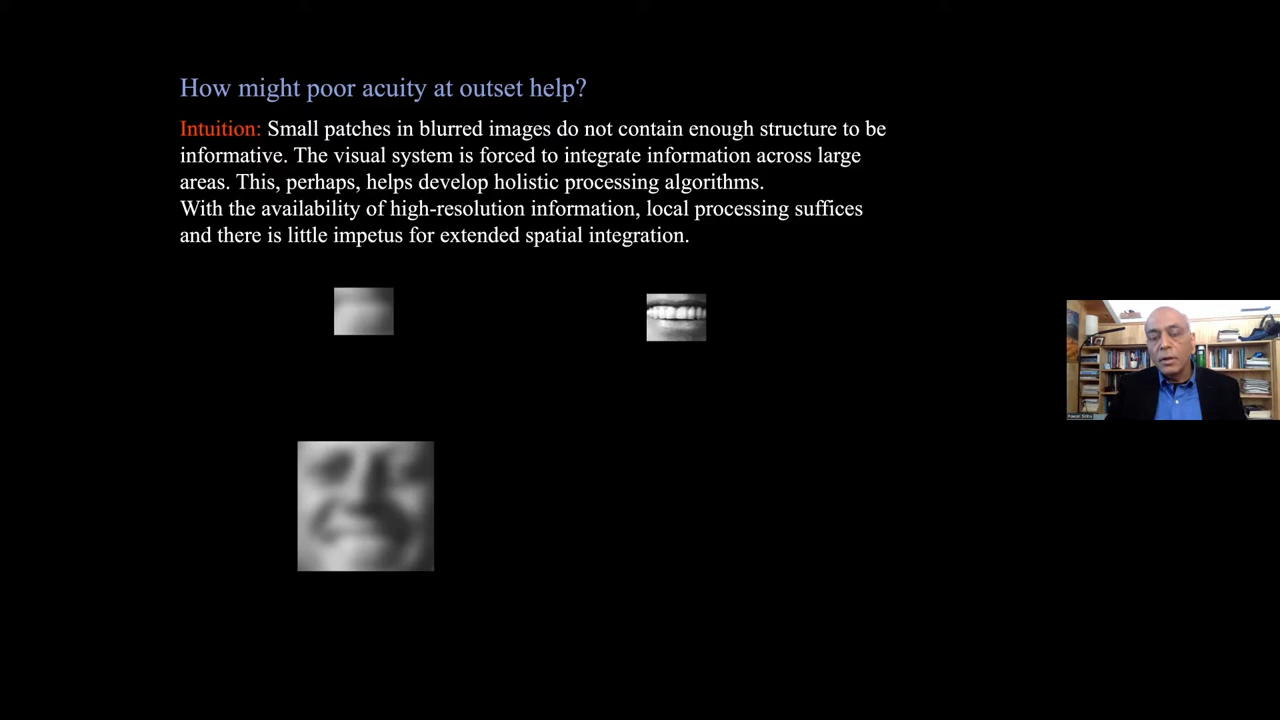 How might poor acuity at outset help?
Intuition: Small patches in blurred images do not contain enough structure to be
informative. The visual system is forced to integrate information across large
areas. This, perhaps, helps develop holistic processing algorithms.
With the availability of high-resolution information, local processing suffices
and there is little impetus for extended spatial integration.
Pawan Sinha